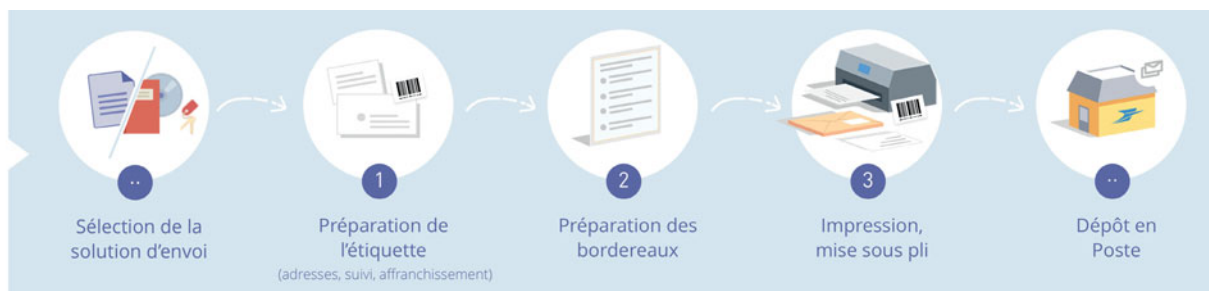 ..
Sélection de la
solution d'envoi
1
Préparation de
l'étiquette
(adresses, suivi, affranchissement)
2
Préparation des
bordereaux
3
Impression,
mise sous pli
..
Dépôt en
Poste